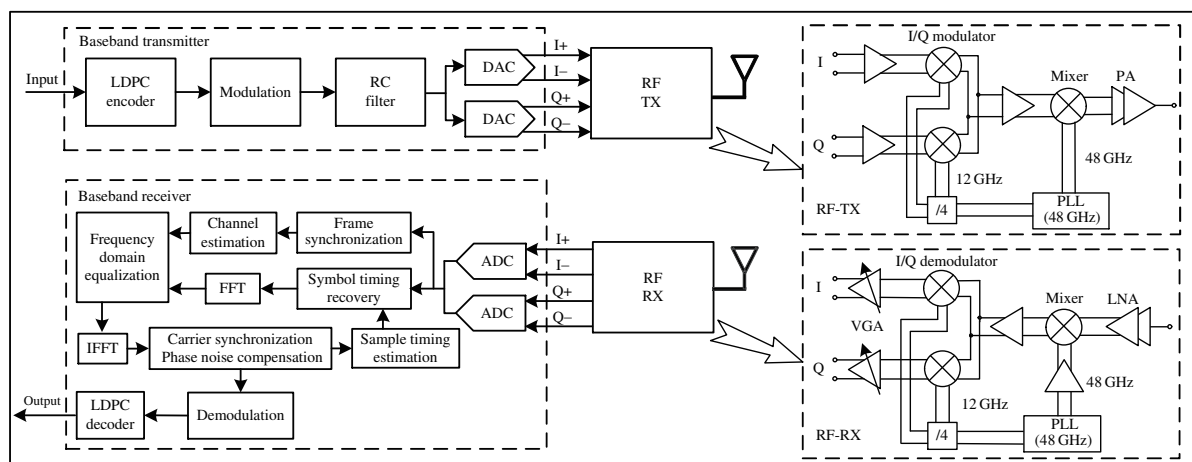 Baseband transmitter
Input
LDPC
encoder
Modulation
RC
filter
DAC
DAC
I+
I−
Q+
Q−
RF
TX
I/Q modulator
I
Q
Mixer
PA
48 GHz
12 GHz
/4
PLL
(48 GHz)
RF-TX
Baseband receiver
Frequency
domain
equalization
Channel
estimation
Frame
synchronization
FFT
Symbol timing
recovery
ADC
ADC
I+
I−
Q+
Q−
RF
RX
IFFT
Carrier synchronization
Phase noise compensation
Sample timing
estimation
Output
LDPC
decoder
Demodulation
I/Q demodulator
I
VGA
Q
Mixer
LNA
48 GHz
12 GHz
/4
PLL
(48 GHz)
RF-RX